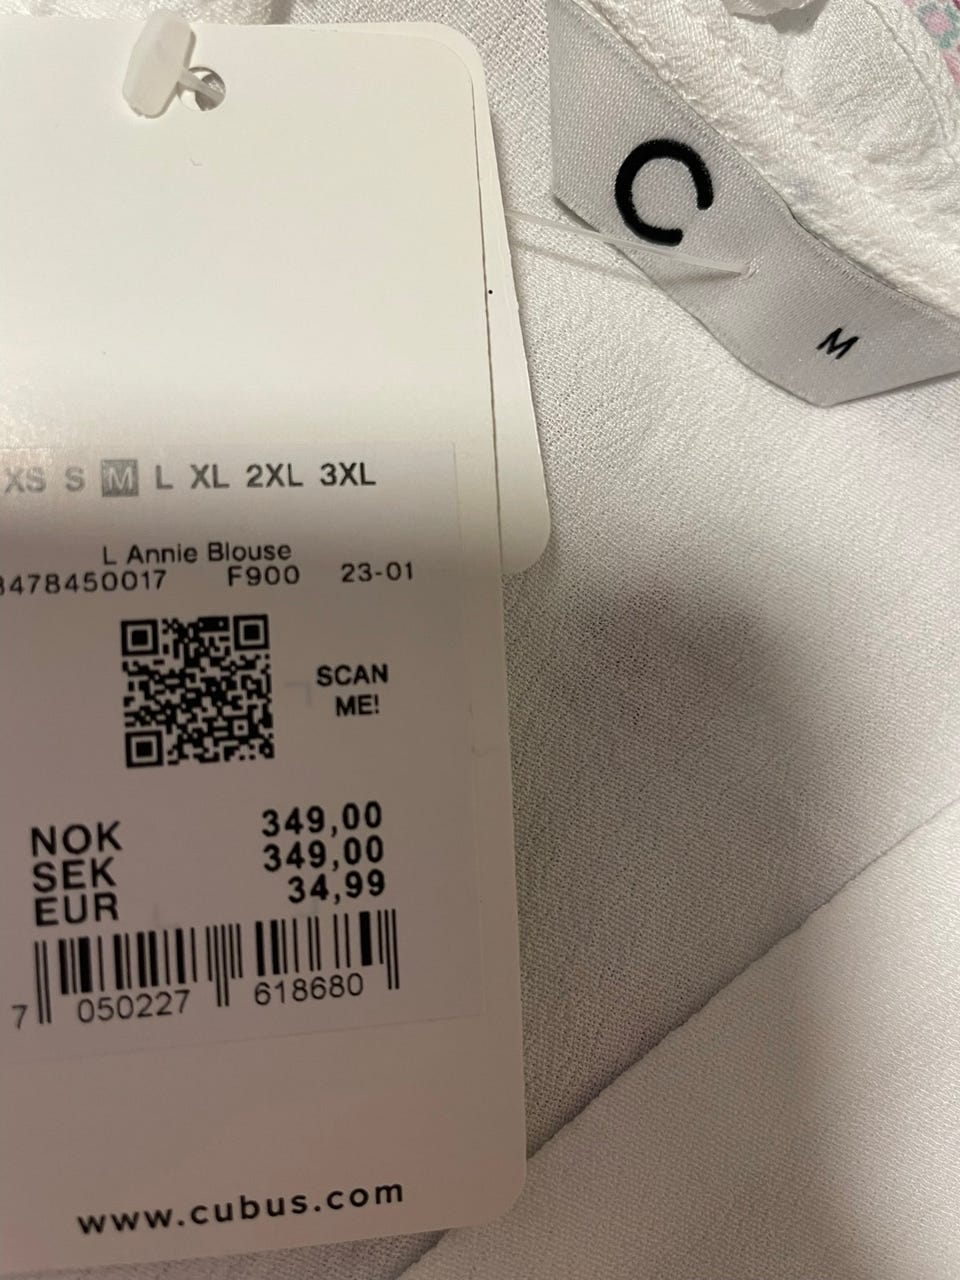 C
M
XS S M L XL 2XL 3XL
L Annie Blouse
8478450017 F900 23-01
SCAN
ME!
NOK 349,00
SEK 349,00
EUR 34,99
7 050227 618680
www.cubus.com